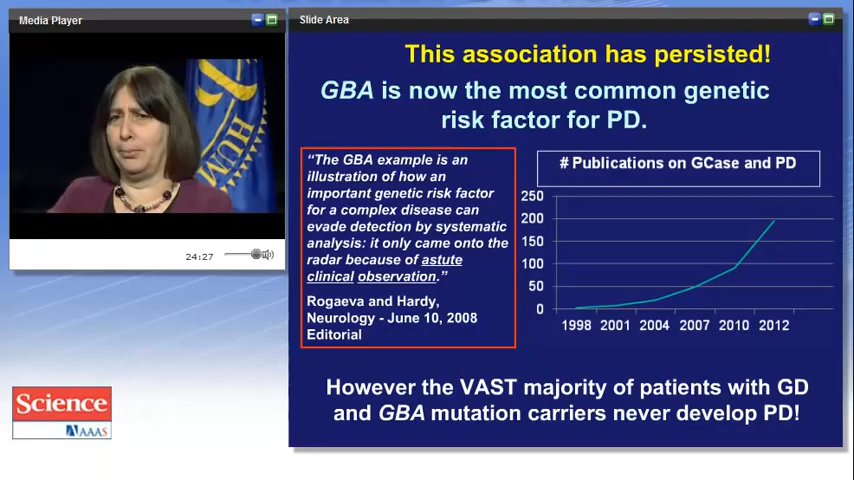 Media Player
HUM
24:27
Science
AAAS
Slide Area
This association has persisted!
GBA is now the most common genetic
risk factor for PD.
“The GBA example is an
illustration of how an
important genetic risk factor
for a complex disease can
evade detection by systematic
analysis: it only came onto the
radar because of astute
clinical observation.”
Rogaeva and Hardy,
Neurology - June 10, 2008
Editorial
# Publications on GCase and PD
250
200
150
100
50
0
1998 2001 2004 2007 2010 2012
However the VAST majority of patients with GD
and GBA mutation carriers never develop PD!